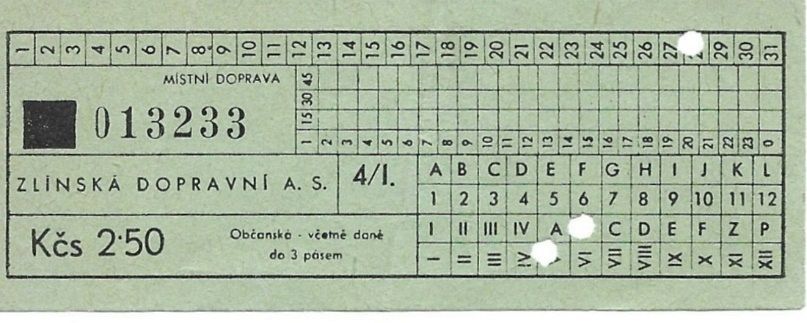 1 2 3 4 5 6 7 8 9 10 11 12 13 14 15 16 17 18 19 20 21 22 23 24 25 26 27 29 30 31
MÍSTNÍ DOPRAVA
15 30 45
013233
1 2 3 4 5 6 7 8 9 10 11 12 13 14 15 16 17 18 19 20 21 22 23 0
ZLÍNSKÁ DOPRAVNÍ A. S.
4/I.
A B C D E F G H I J K L
1 2 3 4 5 6 7 8 9 10 11 12
Kčs 2·50
Občanská - včetně daně
do 3 pásem
I II III IV A C D E F Z P
I II III IV VI VII VIII IX X XI XII